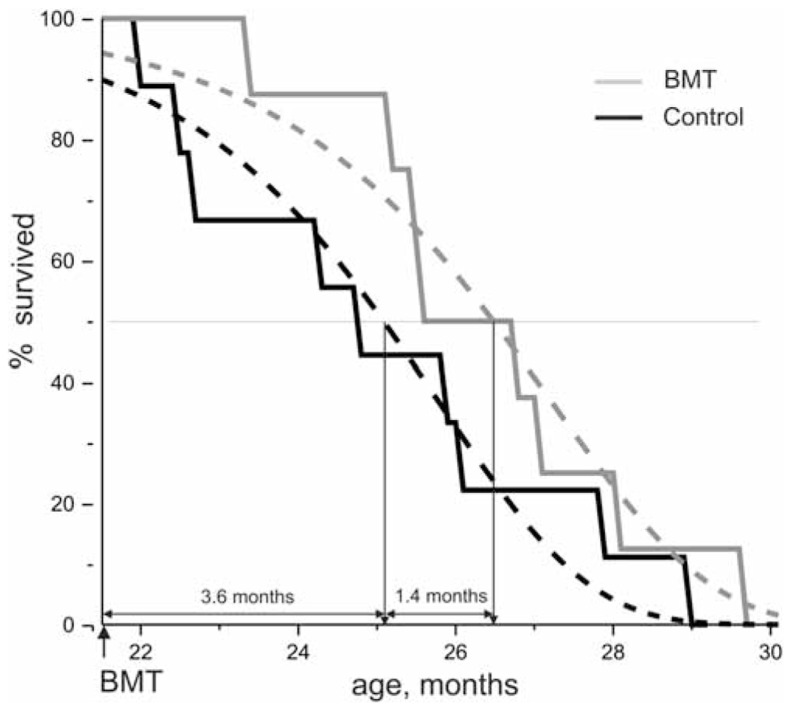 100
80
60
40
20
0
% survived
BMT
Control
3.6 months
1.4 months
22 24 26 28 30
BMT
age, months